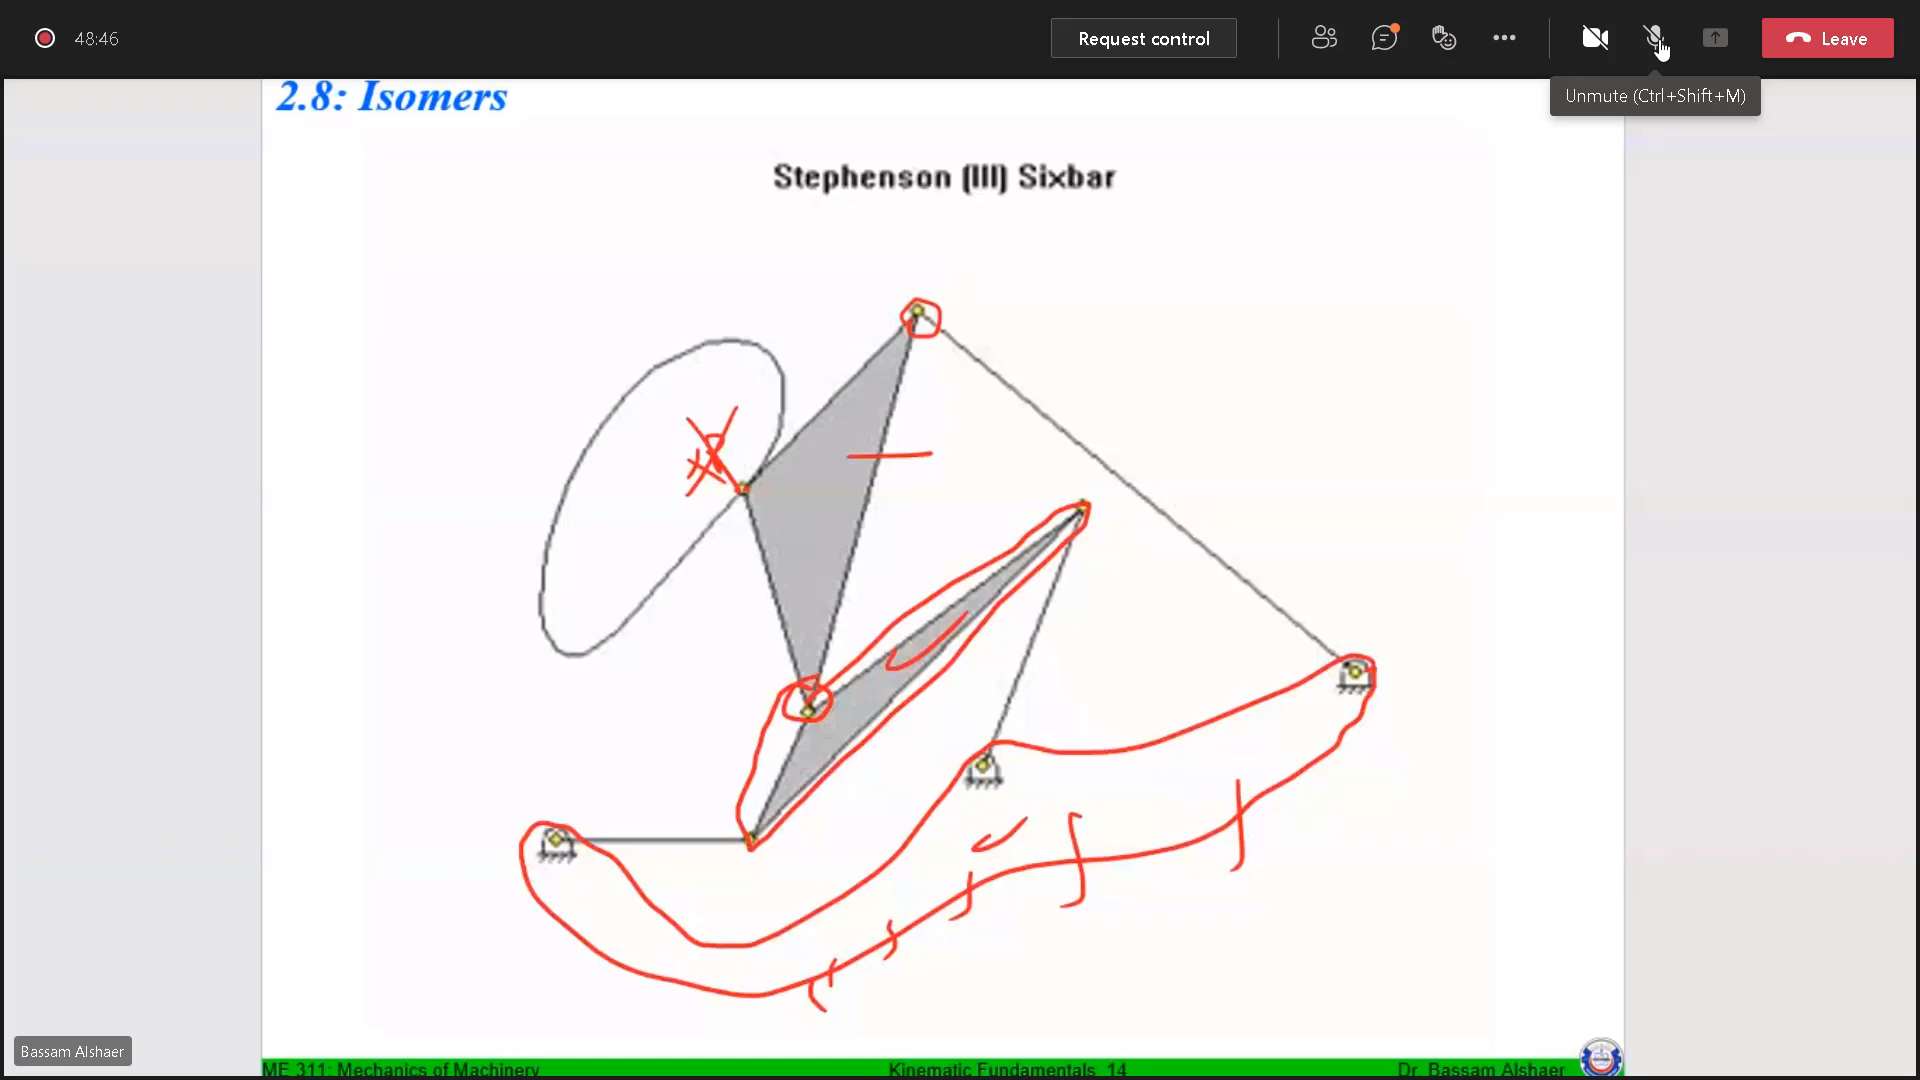 48:46
Request control
Leave
Unmute (Ctrl+Shift+M)
2.8: Isomers
Stephenson (III) Sixbar
Bassam Alshaer
ME 311: Mechanics of Machinery
Kinematic Fundamentals 14
Dr. Bassam Alshaer